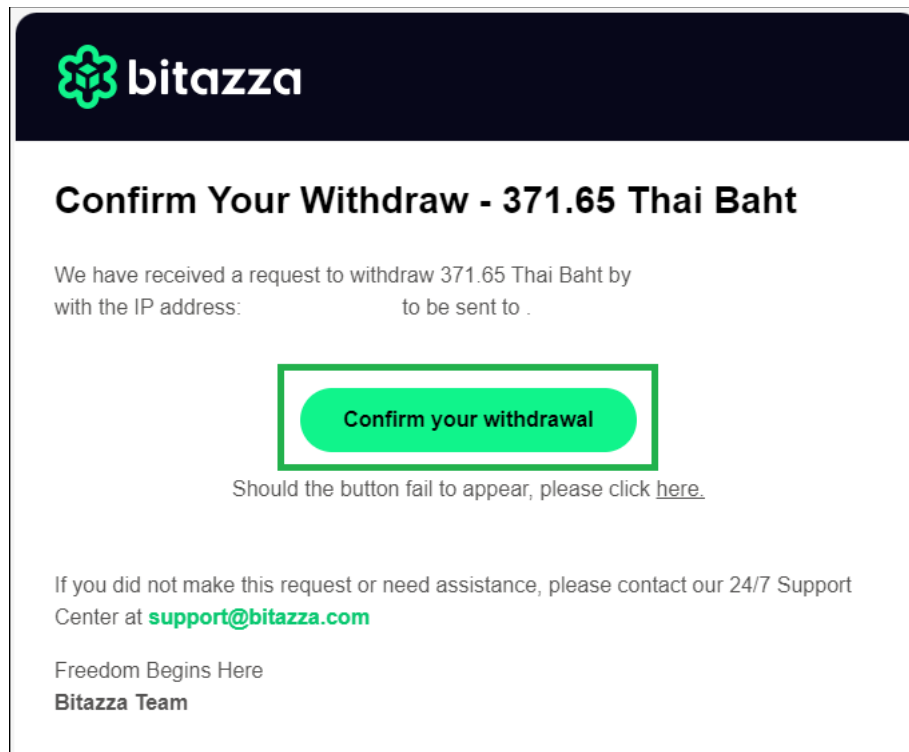 bitazza
Confirm Your Withdraw - 371.65 Thai Baht
We have received a request to withdraw 371.65 Thai Baht by
with the IP address: to be sent to .
Confirm your withdrawal
Should the button fail to appear, please click here.
If you did not make this request or need assistance, please contact our 24/7 Support
Center at support@bitazza.com
Freedom Begins Here
Bitazza Team